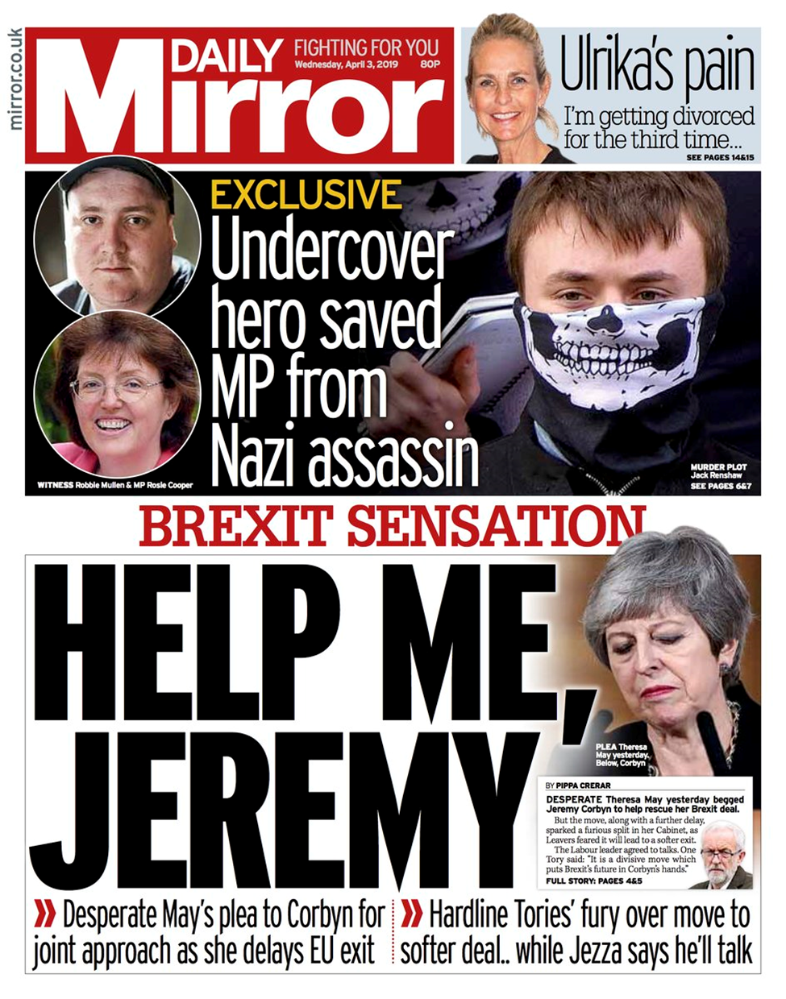 mirror.co.uk
DAILY
Mirror
FIGHTING FOR YOU
Wednesday, April 3, 2019 80P
Ulrika's pain
I'm getting divorced
for the third time...
SEE PAGES 14&15
EXCLUSIVE
Undercover
hero saved
MP from
Nazi assassin
WITNESS Robbie Mullen & MP Rosie Cooper
MURDER PLOT
Jack Renshaw
SEE PAGES 6&7
BREXIT SENSATION
HELP ME,
JEREMY
PLEA Theresa
May yesterday.
Below, Corbyn
BY PIPPA CRERAR
DESPERATE Theresa May yesterday begged
Jeremy Corbyn to help rescue her Brexit deal.
But the move, along with a further delay,
sparked a furious split in her Cabinet, as
Leavers feared it will lead to a softer exit.
The Labour leader agreed to talks. One
Tory said: "It is a divisive move which
puts Brexit's future in Corbyn's hands."
FULL STORY: PAGES 4&5
» Desperate May's plea to Corbyn for
joint approach as she delays EU exit
» Hardline Tories' fury over move to
softer deal.. while Jezza says he'll talk